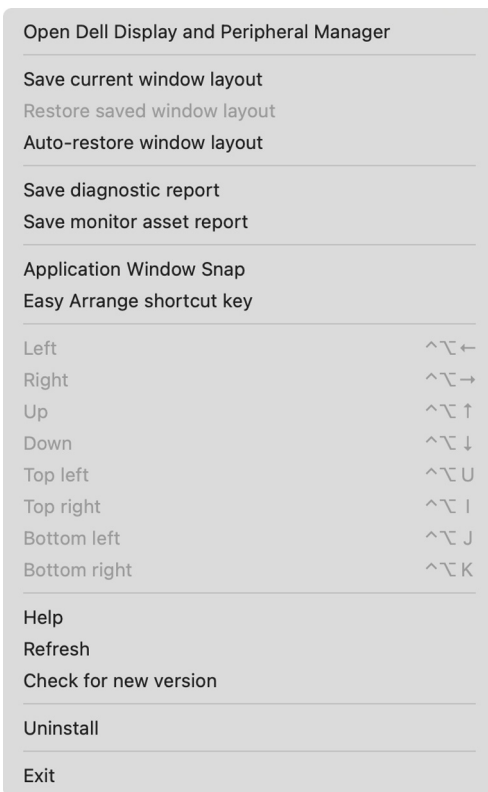 Open Dell Display and Peripheral Manager
Save current window layout
Restore saved window layout
Auto-restore window layout
Save diagnostic report
Save monitor asset report
Application Window Snap
Easy Arrange shortcut key
Left ^⌥←
Right ^⌥→
Up ^⌥↑
Down ^⌥↓
Top left ^⌥U
Top right ^⌥I
Bottom left ^⌥J
Bottom right ^⌥K
Help
Refresh
Check for new version
Uninstall
Exit